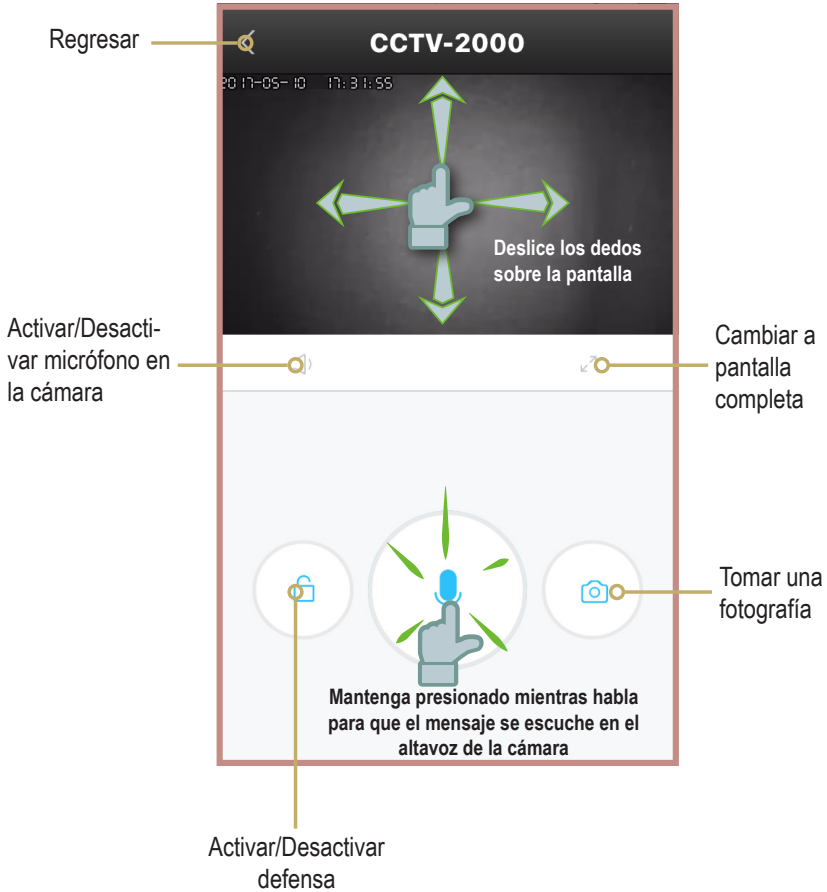 Regresar
CCTV-2000
2017-05-10 17:31:55
Deslice los dedos
sobre la pantalla
Activar/Desacti-
var micrófono en
la cámara
Cambiar a
pantalla
completa
Tomar una
fotografía
Mantenga presionado mientras habla
para que el mensaje se escuche en el
altavoz de la cámara
Activar/Desactivar
defensa